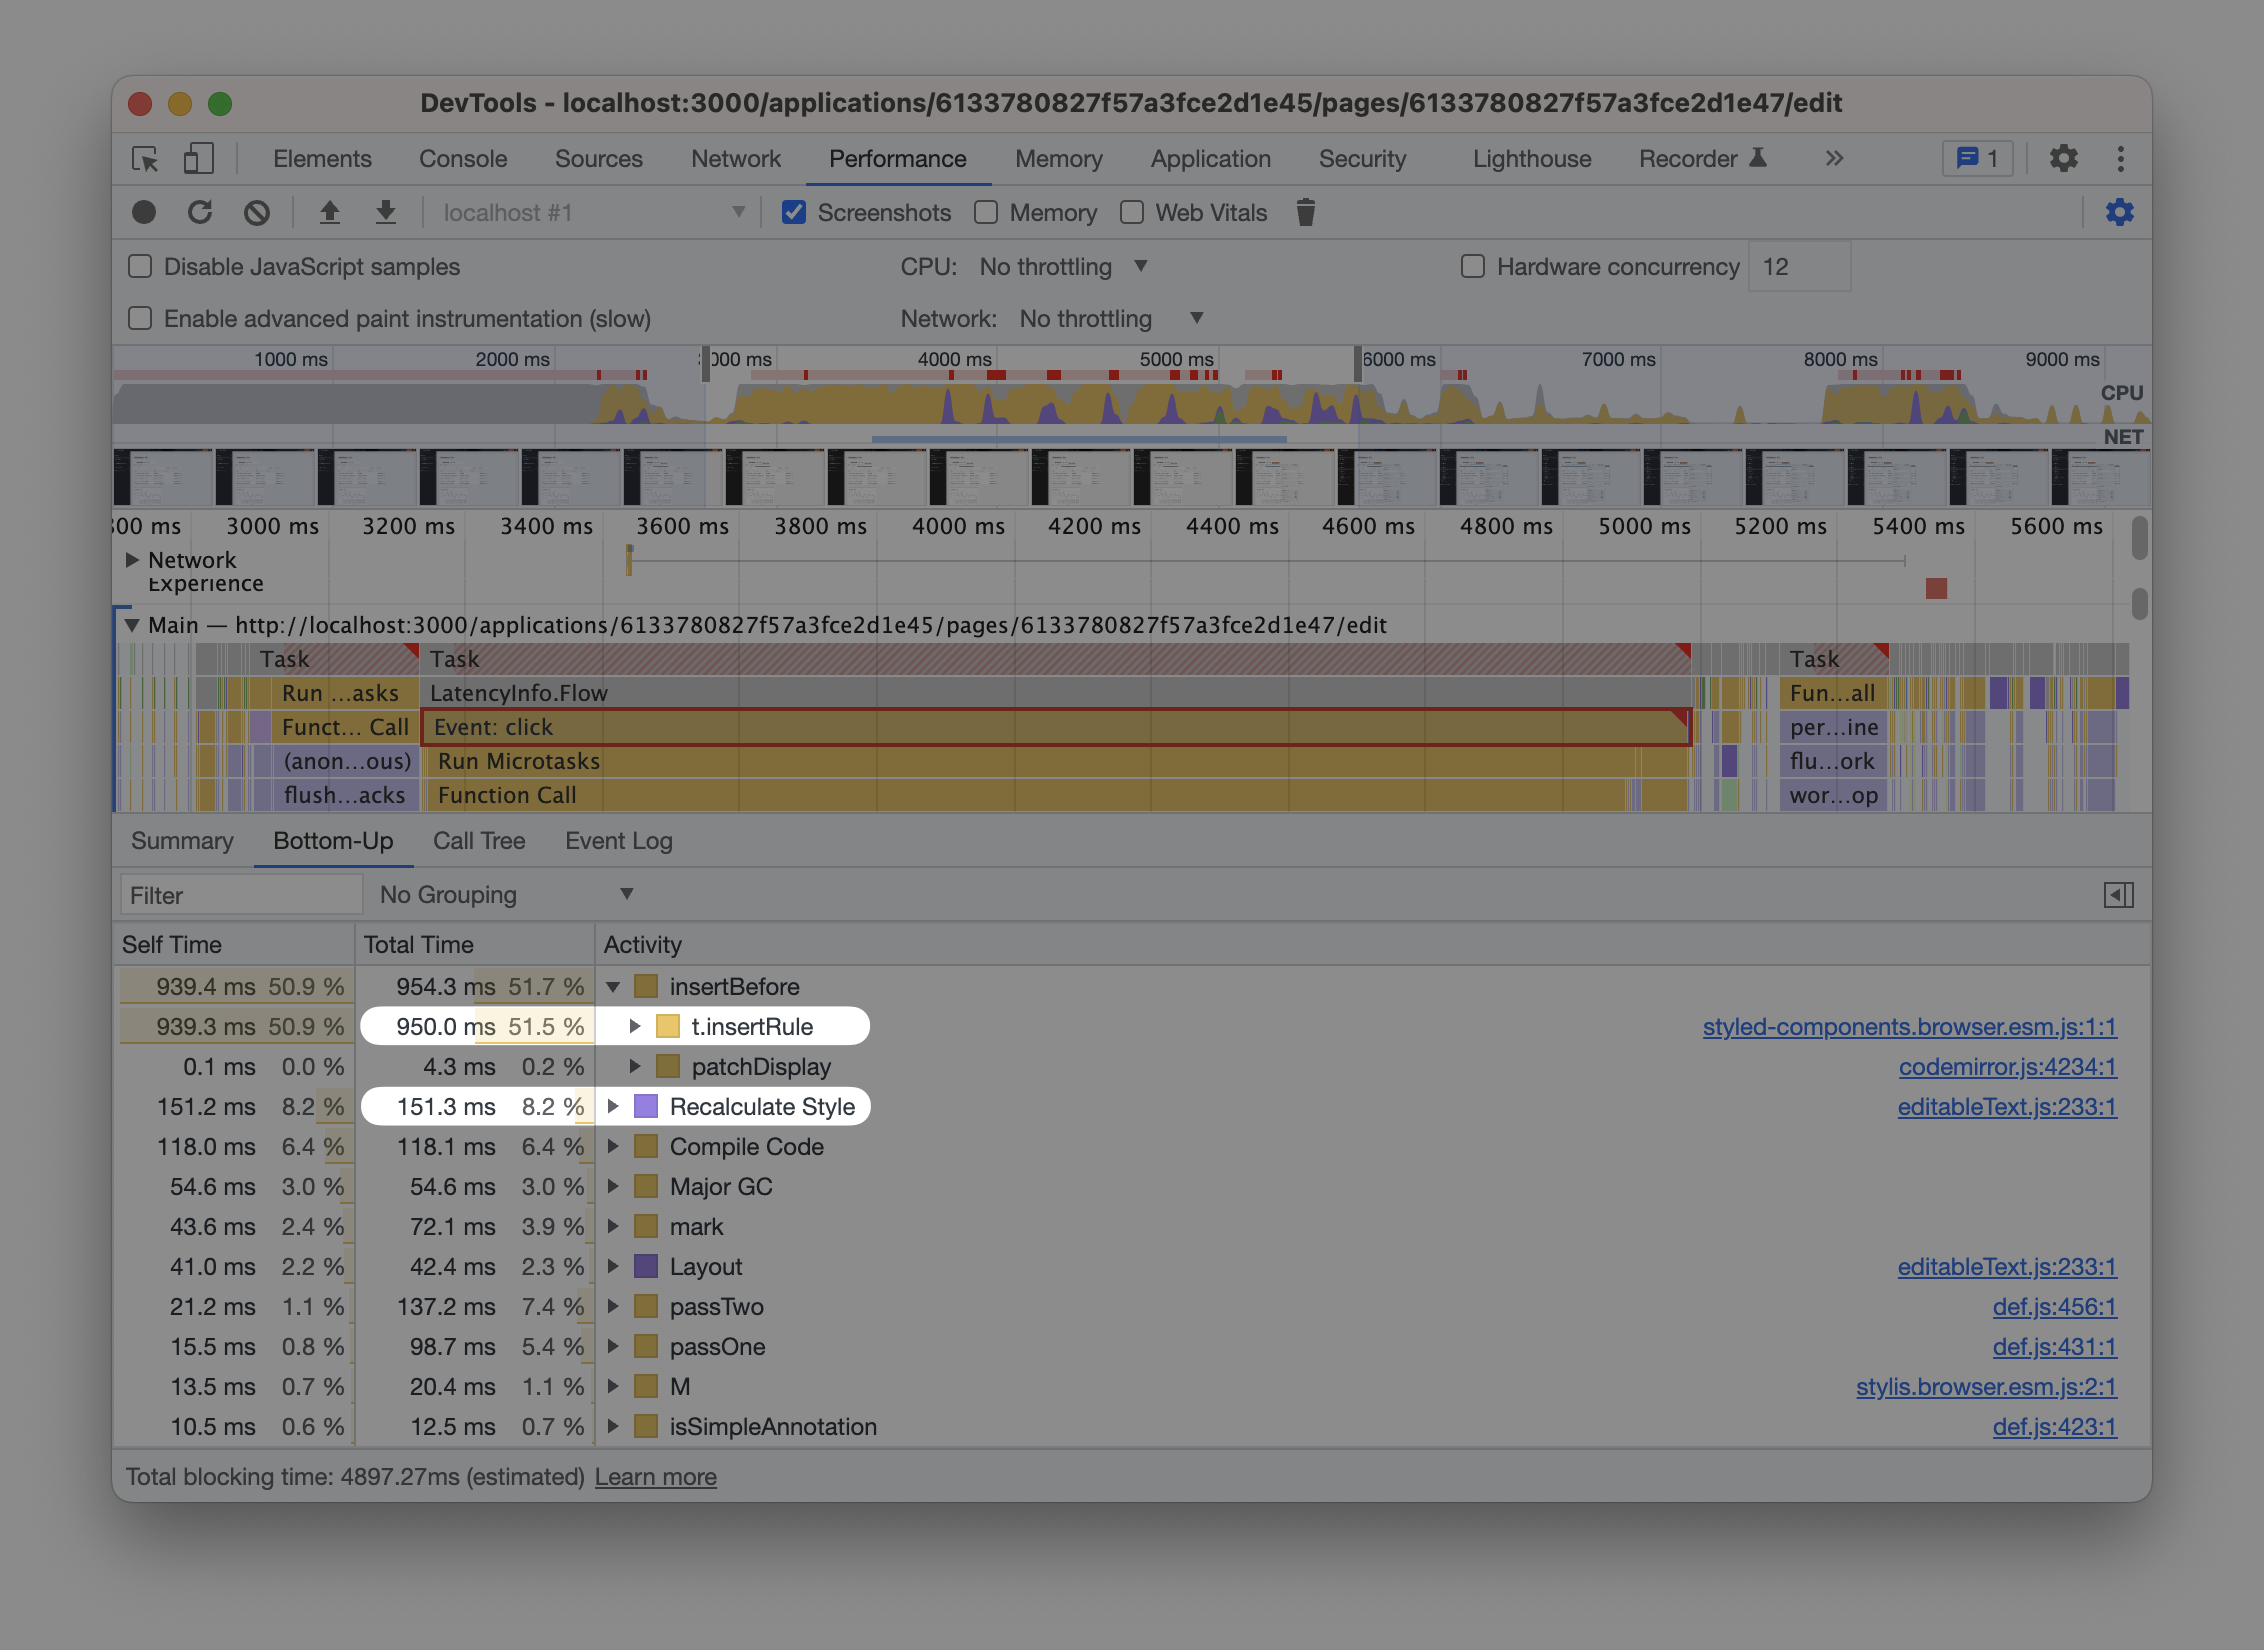 DevTools - localhost:3000/applications/6133780827f57a3fce2d1e45/pages/6133780827f57a3fce2d1e47/edit
Elements Console Sources Network Performance Memory Application Security Lighthouse Recorder 1
localhost #1 Screenshots Memory Web Vitals
Disable JavaScript samples CPU: No throttling Hardware concurrency 12
Enable advanced paint instrumentation (slow) Network: No throttling
1000 ms 2000 ms 000 ms 4000 ms 5000 ms 6000 ms 7000 ms 8000 ms 9000 ms
CPU
NET
300 ms 3000 ms 3200 ms 3400 ms 3600 ms 3800 ms 4000 ms 4200 ms 4400 ms 4600 ms 4800 ms 5000 ms 5200 ms 5400 ms 5600 ms
Network
Experience
Main — http://localhost:3000/applications/6133780827f57a3fce2d1e45/pages/6133780827f57a3fce2d1e47/edit
Task Task Task
Run ...asks LatencyInfo.Flow Fun...all
Funct... Call Event: click per...ine
(anon...ous) Run Microtasks flu...ork
flush...acks Function Call wor...op
Summary Bottom-Up Call Tree Event Log
Filter No Grouping
Self Time Total Time Activity
939.4 ms 50.9 % 954.3 ms 51.7 % insertBefore
939.3 ms 50.9 % 950.0 ms 51.5 % t.insertRule styled-components.browser.esm.js:1:1
0.1 ms 0.0 % 4.3 ms 0.2 % patchDisplay codemirror.js:4234:1
151.2 ms 8.2 % 151.3 ms 8.2 % Recalculate Style editableText.js:233:1
118.0 ms 6.4 % 118.1 ms 6.4 % Compile Code
54.6 ms 3.0 % 54.6 ms 3.0 % Major GC
43.6 ms 2.4 % 72.1 ms 3.9 % mark
41.0 ms 2.2 % 42.4 ms 2.3 % Layout editableText.js:233:1
21.2 ms 1.1 % 137.2 ms 7.4 % passTwo def.js:456:1
15.5 ms 0.8 % 98.7 ms 5.4 % passOne def.js:431:1
13.5 ms 0.7 % 20.4 ms 1.1 % M stylis.browser.esm.js:2:1
10.5 ms 0.6 % 12.5 ms 0.7 % isSimpleAnnotation def.js:423:1
Total blocking time: 4897.27ms (estimated) Learn more